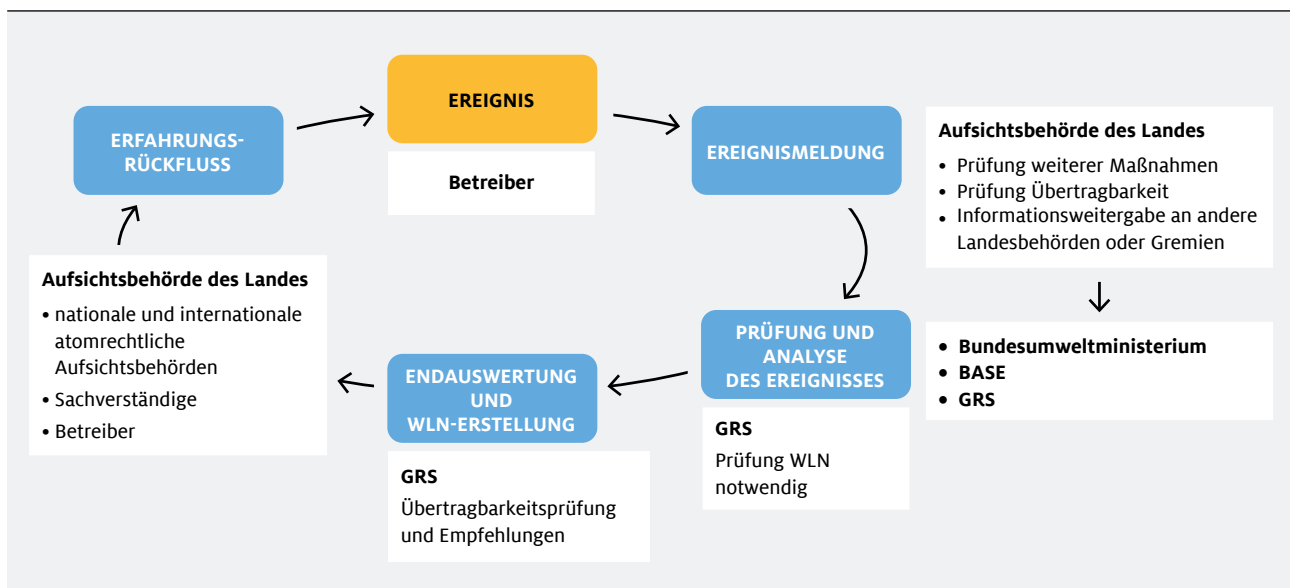 EREIGNIS
Betreiber
EREIGNISMELDUNG
Aufsichtsbehörde des Landes
• Prüfung weiterer Maßnahmen
• Prüfung Übertragbarkeit
• Informationsweitergabe an andere
Landesbehörden oder Gremien
• Bundesumweltministerium
• BASE
• GRS
PRÜFUNG UND
ANALYSE
DES EREIGNISSES
GRS
Prüfung WLN
notwendig
ENDAUSWERTUNG
UND
WLN-ERSTELLUNG
GRS
Übertragbarkeitsprüfung
und Empfehlungen
Aufsichtsbehörde des Landes
• nationale und internationale
atomrechtliche
Aufsichtsbehörden
• Sachverständige
• Betreiber
ERFAHRUNGS-
RÜCKFLUSS